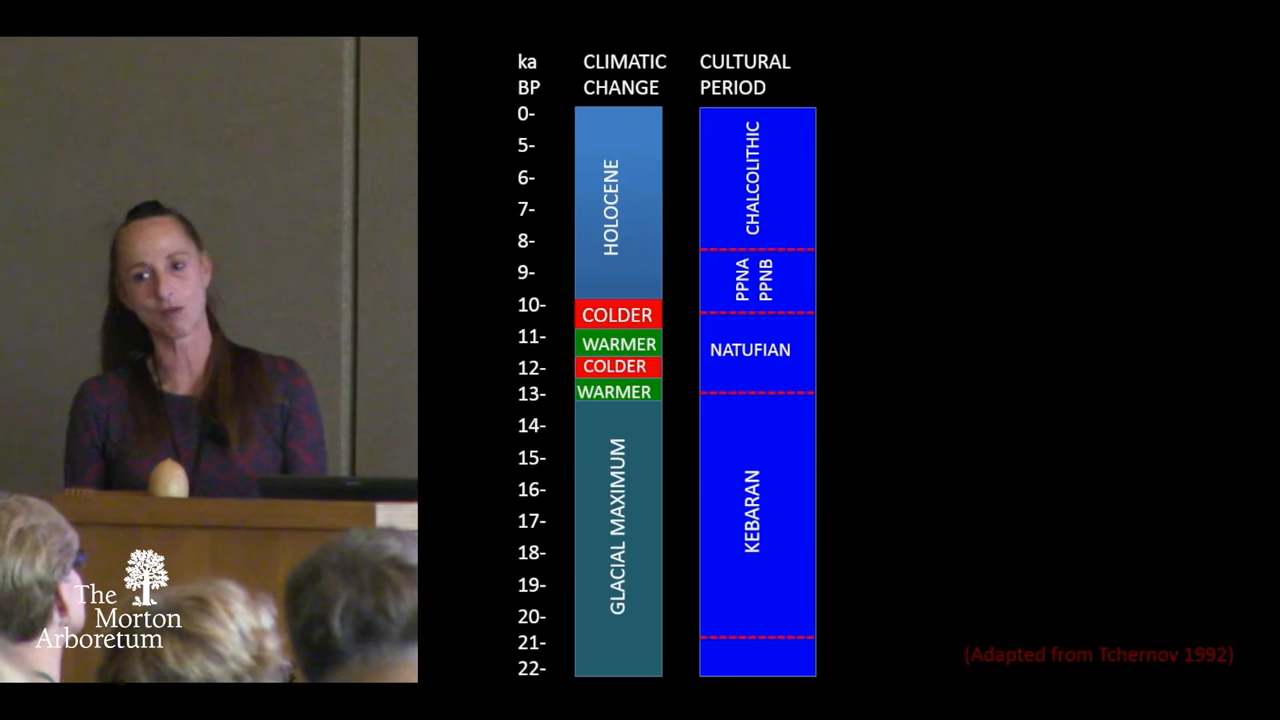 ka
BP
CLIMATIC
CHANGE
CULTURAL
PERIOD
0-
5-
6-
7-
8-
9-
10-
11-
12-
13-
14-
15-
16-
17-
18-
19-
20-
21-
22-
HOLOCENE
COLDER
WARMER
COLDER
WARMER
GLACIAL MAXIMUM
CHALCOLITHIC
PPNA
PPNB
NATUFIAN
KEBARAN
(Adapted from Tchernov 1992)
The
Morton
Arboretum